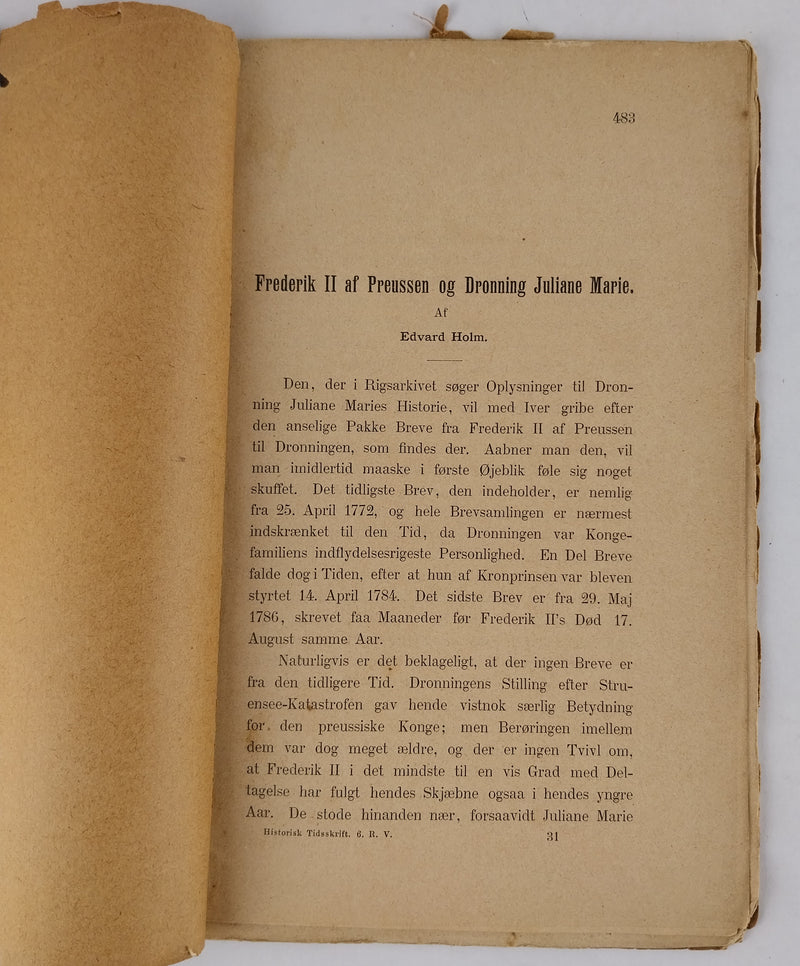 483
Frederik II af Preussen og Dronning Juliane Marie.
Af
Edvard Holm.
Den, der i Rigsarkivet søger Oplysninger til Dron-
ning Juliane Maries Historie, vil med Iver gribe efter
den anselige Pakke Breve fra Frederik II af Preussen
til Dronningen, som findes der. Aabner man den, vil
man imidlertid maaske i første Øjeblik føle sig noget
skuffet. Det tidligste Brev, den indeholder, er nemlig
fra 25. April 1772, og hele Brevsamlingen er nærmest
indskrænket til den Tid, da Dronningen var Konge-
familiens indflydelsesrigeste Personlighed. En Del Breve
falde dog i Tiden, efter at hun af Kronprinsen var bleven
styrtet 14. April 1784. Det sidste Brev er fra 29. Maj
1786, skrevet faa Maaneder før Frederik II's Død 17.
August samme Aar.
Naturligvis er det beklageligt, at der ingen Breve er
fra den tidligere Tid. Dronningens Stilling efter Stru-
ensee-Katastrofen gav hende vistnok særlig Betydning
for den preussiske Konge; men Berøringen imellem
dem var dog meget ældre, og der er ingen Tvivl om,
at Frederik II i det mindste til en vis Grad med Del-
tagelse har fulgt hendes Skjæbne ogsaa i hendes yngre
Aar. De stode hinanden nær, forsaavidt Juliane Marie
Historisk Tidsskrift. 6. R. V. 31